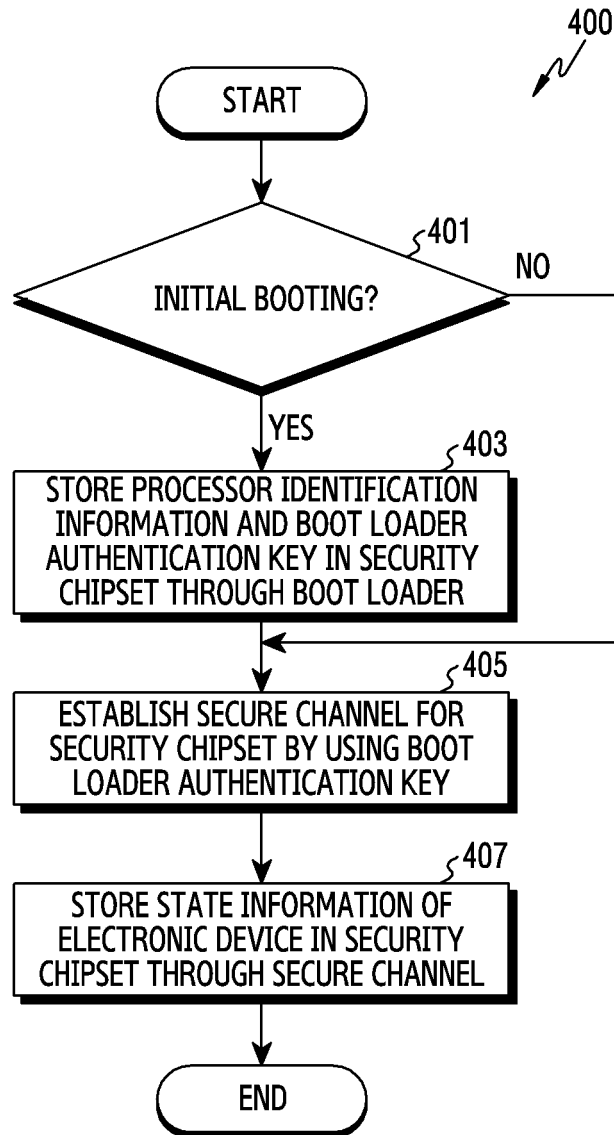 400
START
401
INITIAL BOOTING?
NO
YES
403
STORE PROCESSOR IDENTIFICATION
INFORMATION AND BOOT LOADER
AUTHENTICATION KEY IN SECURITY
CHIPSET THROUGH BOOT LOADER
405
ESTABLISH SECURE CHANNEL FOR
SECURITY CHIPSET BY USING BOOT
LOADER AUTHENTICATION KEY
407
STORE STATE INFORMATION OF
ELECTRONIC DEVICE IN SECURITY
CHIPSET THROUGH SECURE CHANNEL
END